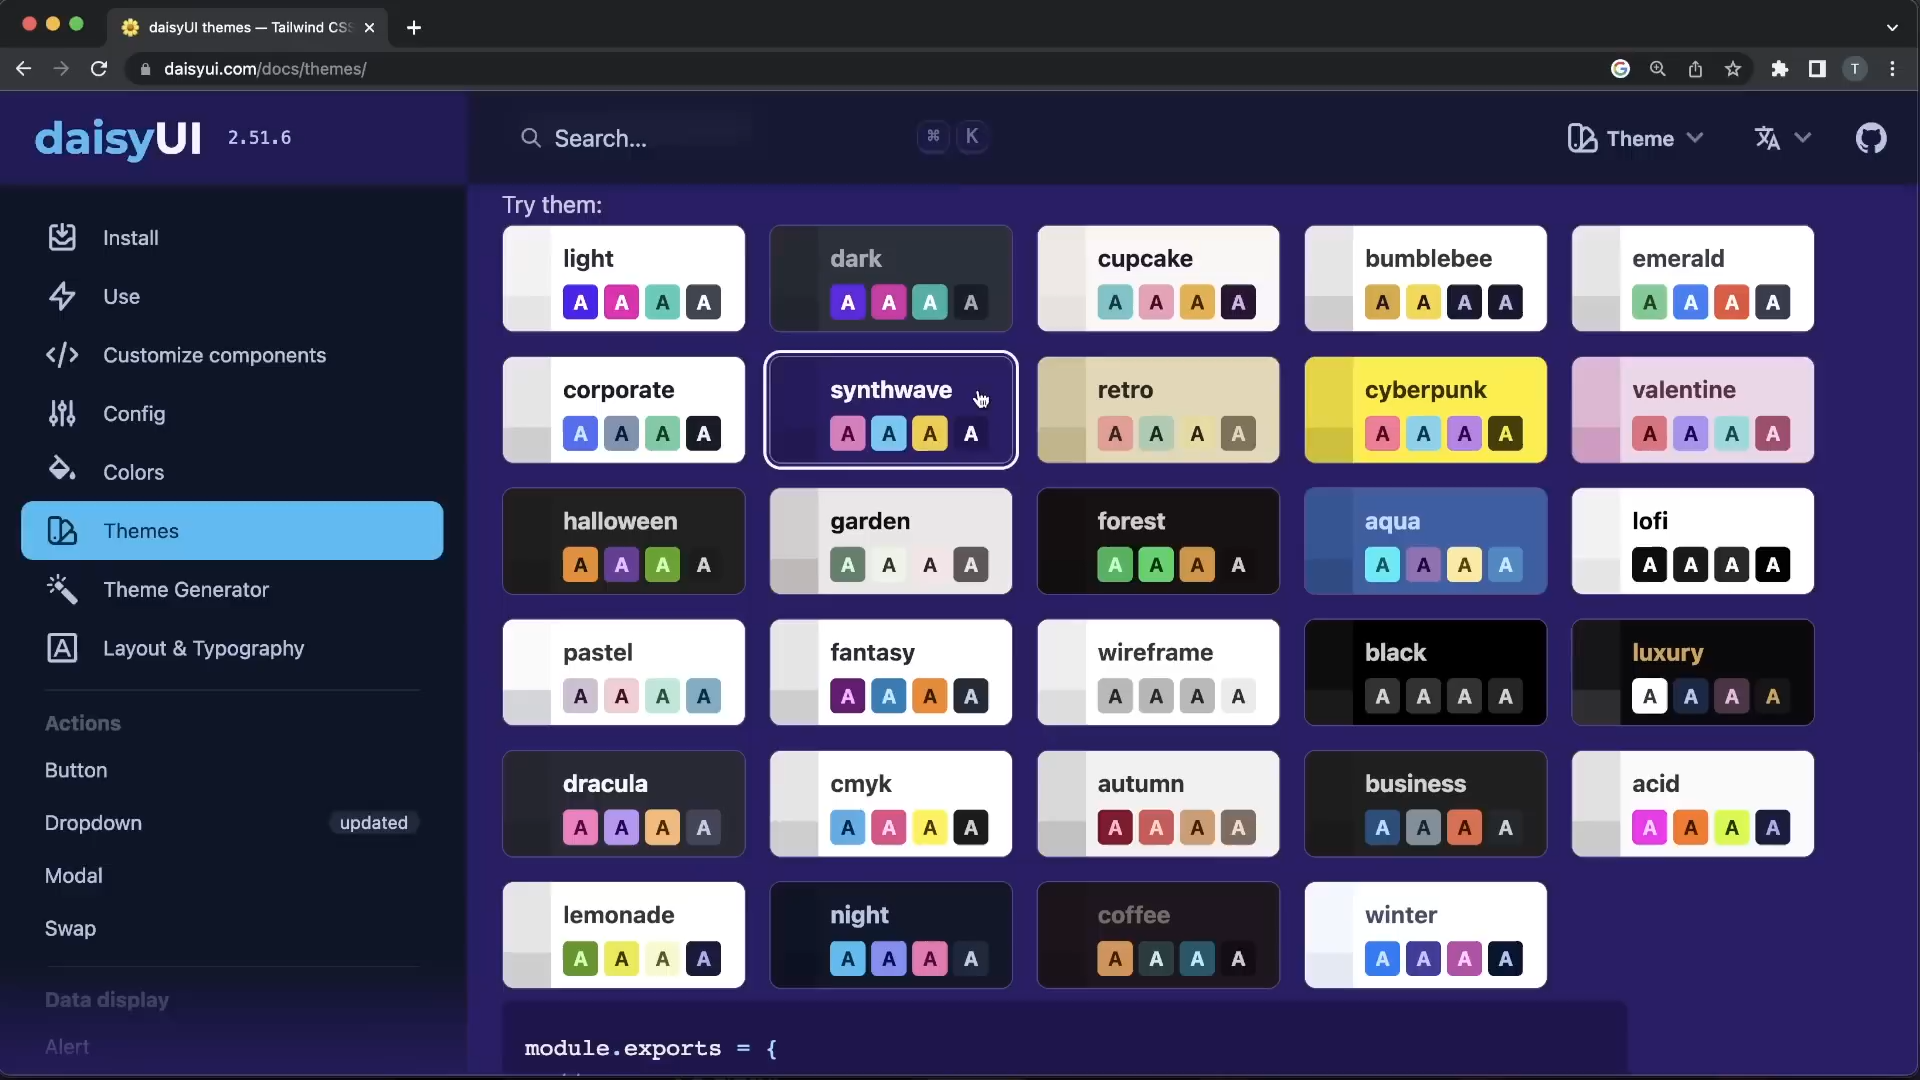 daisyUI themes — Tailwind CSS
daisyui.com/docs/themes/
T
daisyUI 2.51.6
Search...
⌘ K
Theme
Install
Use
Customize components
Config
Colors
Themes
Theme Generator
Layout & Typography
Actions
Button
Dropdown updated
Modal
Swap
Data display
Alert
Try them:
light
A A A A
dark
A A A A
cupcake
A A A A
bumblebee
A A A A
emerald
A A A A
corporate
A A A A
synthwave
A A A A
retro
A A A A
cyberpunk
A A A A
valentine
A A A A
halloween
A A A A
garden
A A A A
forest
A A A A
aqua
A A A A
lofi
A A A A
pastel
A A A A
fantasy
A A A A
wireframe
A A A A
black
A A A A
luxury
A A A A
dracula
A A A A
cmyk
A A A A
autumn
A A A A
business
A A A A
acid
A A A A
lemonade
A A A A
night
A A A A
coffee
A A A A
winter
A A A A
module.exports = {